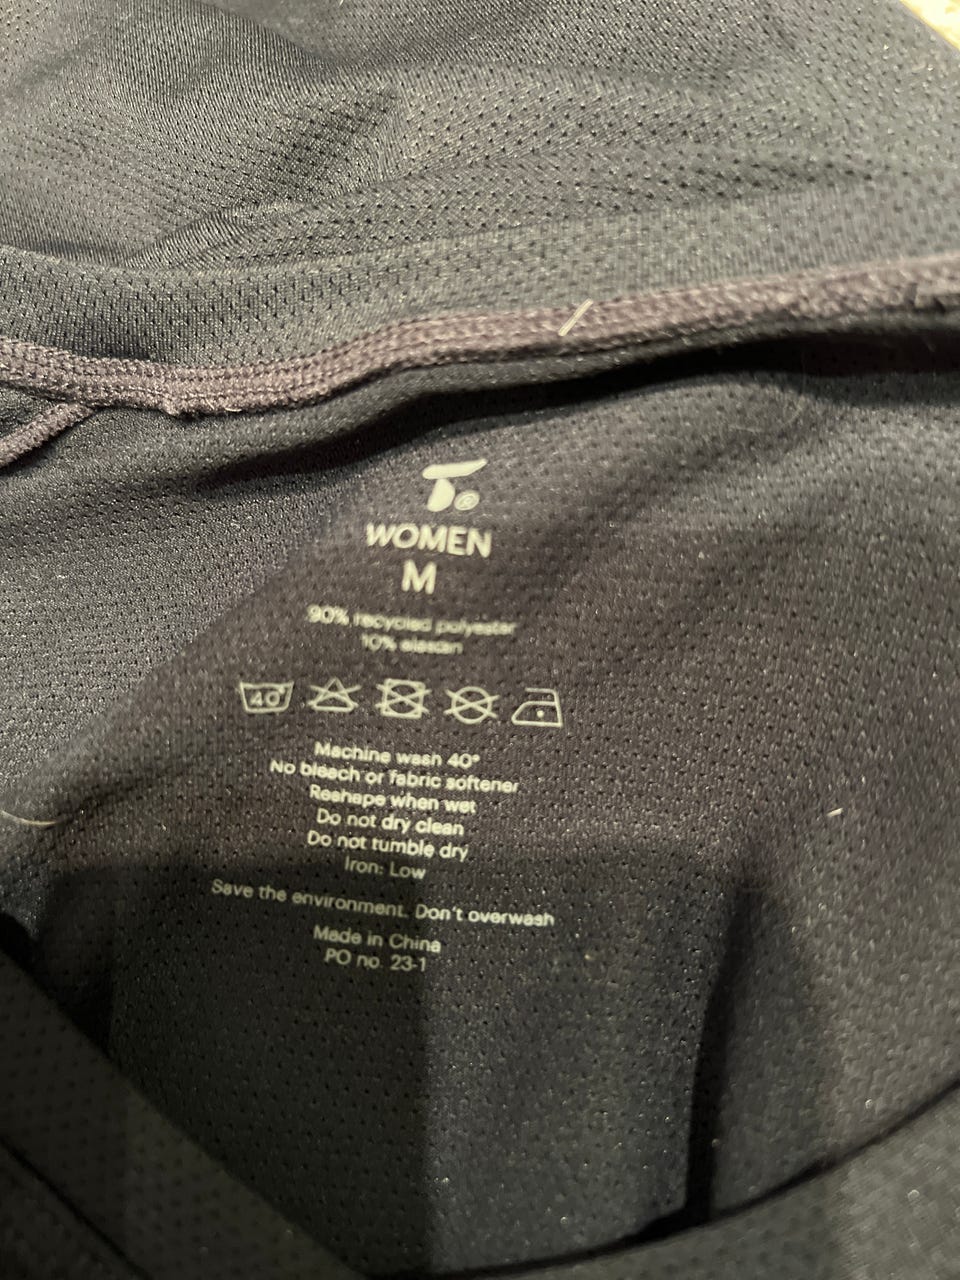 WOMEN
M
90% recycled polyester
10% elastan
40°
Machine wash 40°
No bleach or fabric softener
Reshape when wet
Do not dry clean
Do not tumble dry
Iron: Low
Save the environment. Don't overwash
Made in China
PO no. 23-1